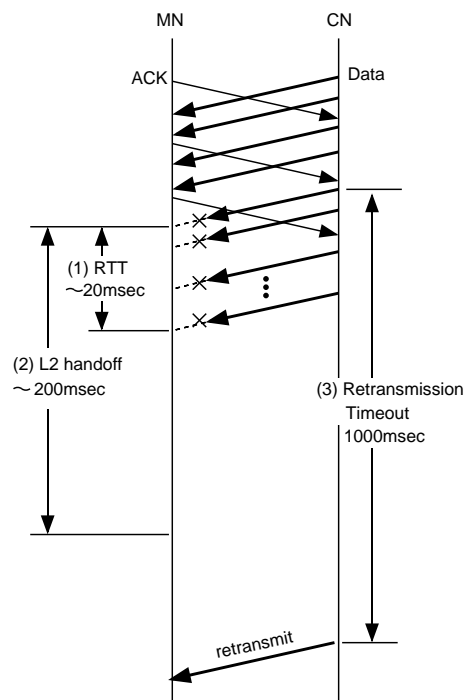 MN
CN
ACK
Data
(1) RTT
～20msec
(2) L2 handoff
～200msec
(3) Retransmission
Timeout
1000msec
retransmit